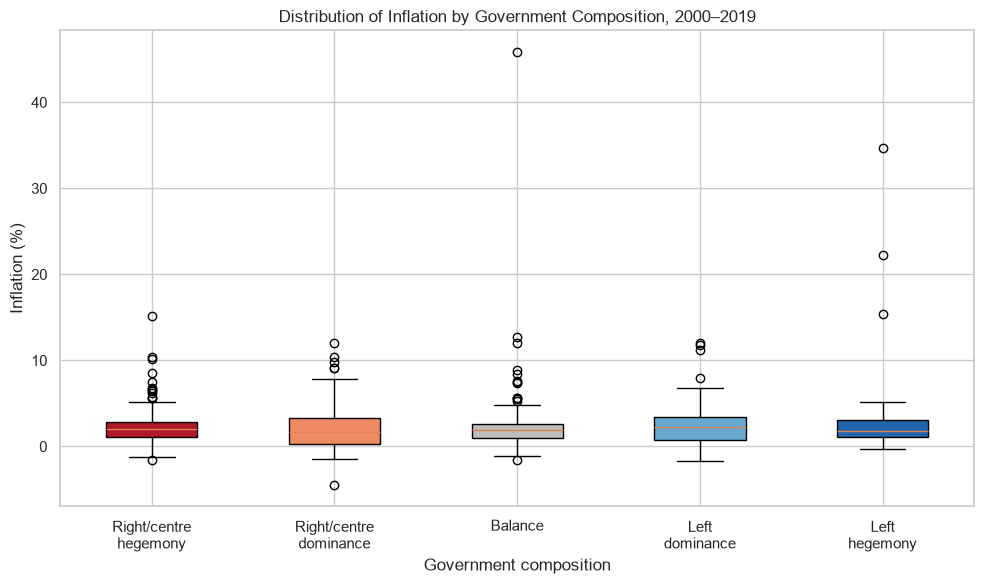 Distribution of Inflation by Government Composition, 2000–2019
Inflation (%)
40
30
20
10
0
Right/centre
hegemony
Right/centre
dominance
Balance
Left
dominance
Left
hegemony
Government composition